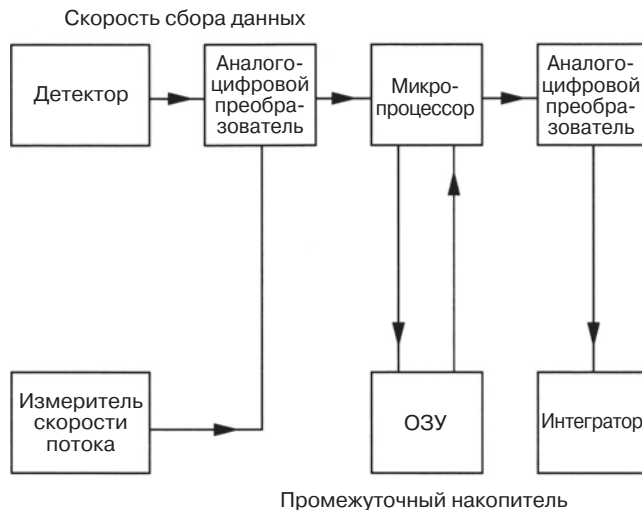 Скорость сбора данных
Детектор
Аналого-
цифровой
преобра-
зователь
Микро-
процессор
Аналого-
цифровой
преобра-
зователь
Измеритель
скорости
потока
ОЗУ
Интегратор
Промежуточный накопитель